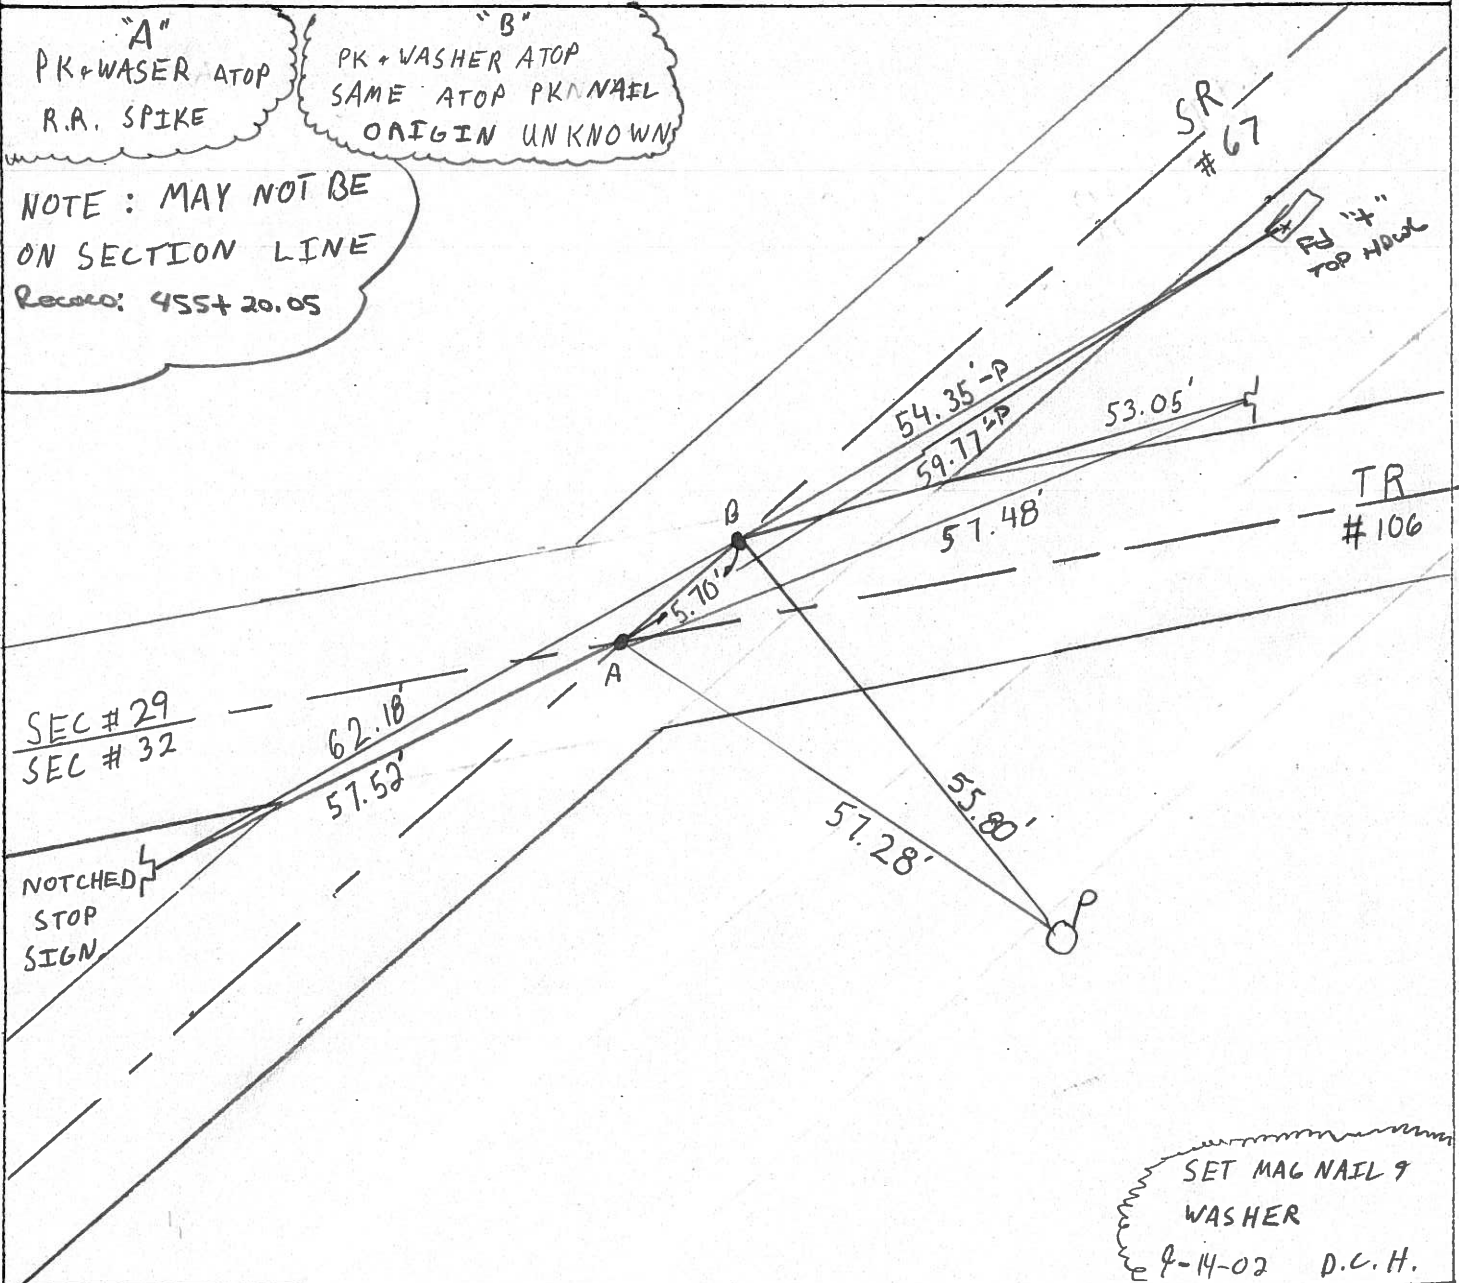 "A"
PK & WASER ATOP
R.R. SPIKE
"B"
PK & WASHER ATOP
SAME ATOP PK NAIL
ORIGIN UNKNOWN
NOTE : MAY NOT BE
ON SECTION LINE
RECORD: 455+20.05
SR
#67
Fd "+"
TOP HDWL
54.35'-P
59.77'-P
53.05'
57.48'
TR
#106
B
5.70'
A
SEC #29
SEC #32
62.18'
57.52'
55.80'
57.28'
NOTCHED
STOP
SIGN
P
SET MAG NAIL &
WASHER
-14-02 D.C.H.